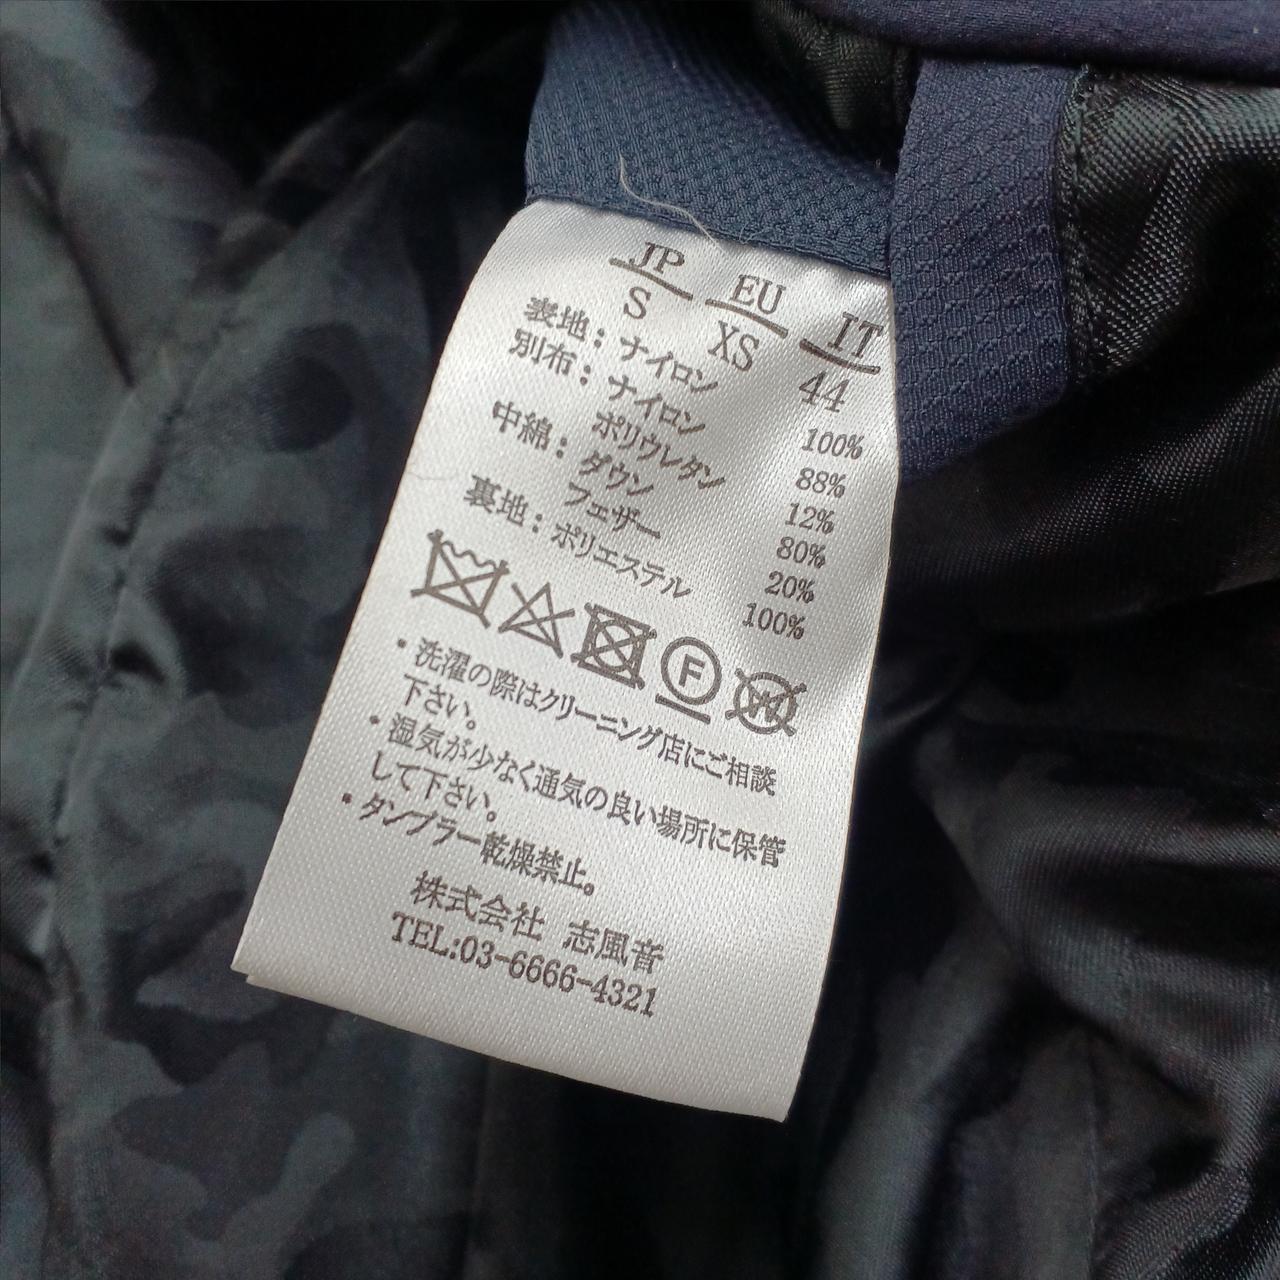 JP EU IT
S XS 44
表地：ナイロン 100%
別布：ナイロン 88%
ポリウレタン 12%
中綿：ダウン 80%
フェザー 20%
裏地：ポリエステル 100%
F W
・洗濯の際はクリーニング店にご相談
下さい。
・湿気が少なく通気の良い場所に保管
して下さい。
・タンブラー乾燥禁止。
株式会社 志風音
TEL:03-6666-4321